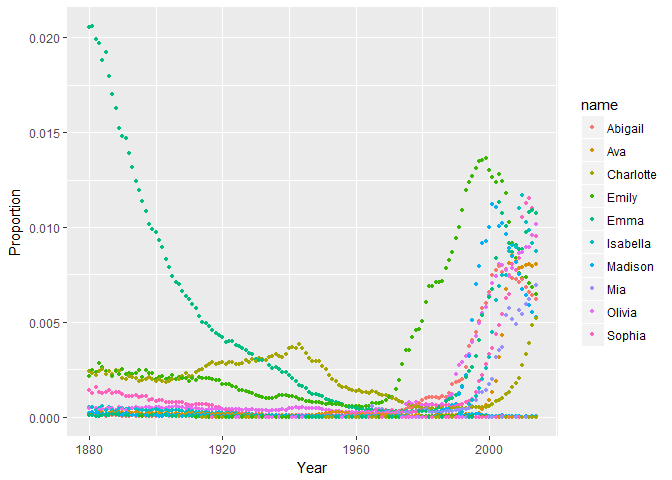 0.020
0.015
0.010
0.005
0.000
Proportion
1880
1920
1960
2000
Year
name
Abigail
Ava
Charlotte
Emily
Emma
Isabella
Madison
Mia
Olivia
Sophia